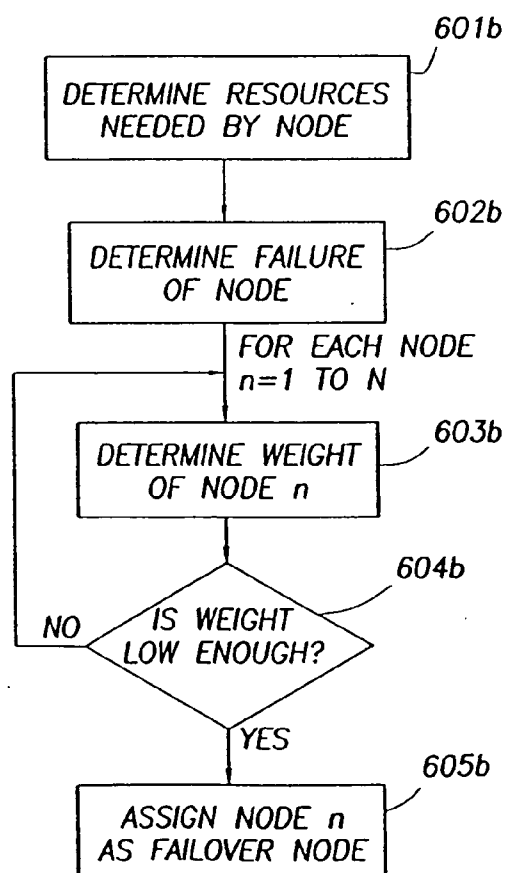 601b
DETERMINE RESOURCES
NEEDED BY NODE
602b
DETERMINE FAILURE
OF NODE
FOR EACH NODE
n=1 TO N
603b
DETERMINE WEIGHT
OF NODE n
604b
IS WEIGHT
LOW ENOUGH?
NO
YES
605b
ASSIGN NODE n
AS FAILOVER NODE